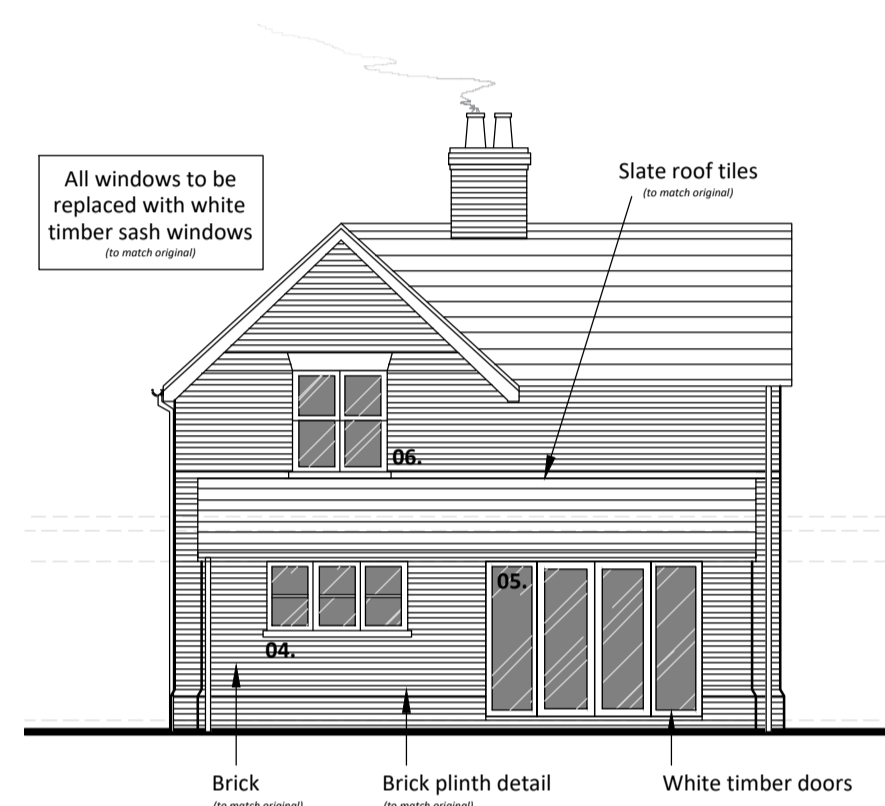 All windows to be
replaced with white
timber sash windows
(to match original)
Slate roof tiles
(to match original)
06.
05.
04.
Brick
(to match original)
Brick plinth detail
(to match original)
White timber doors